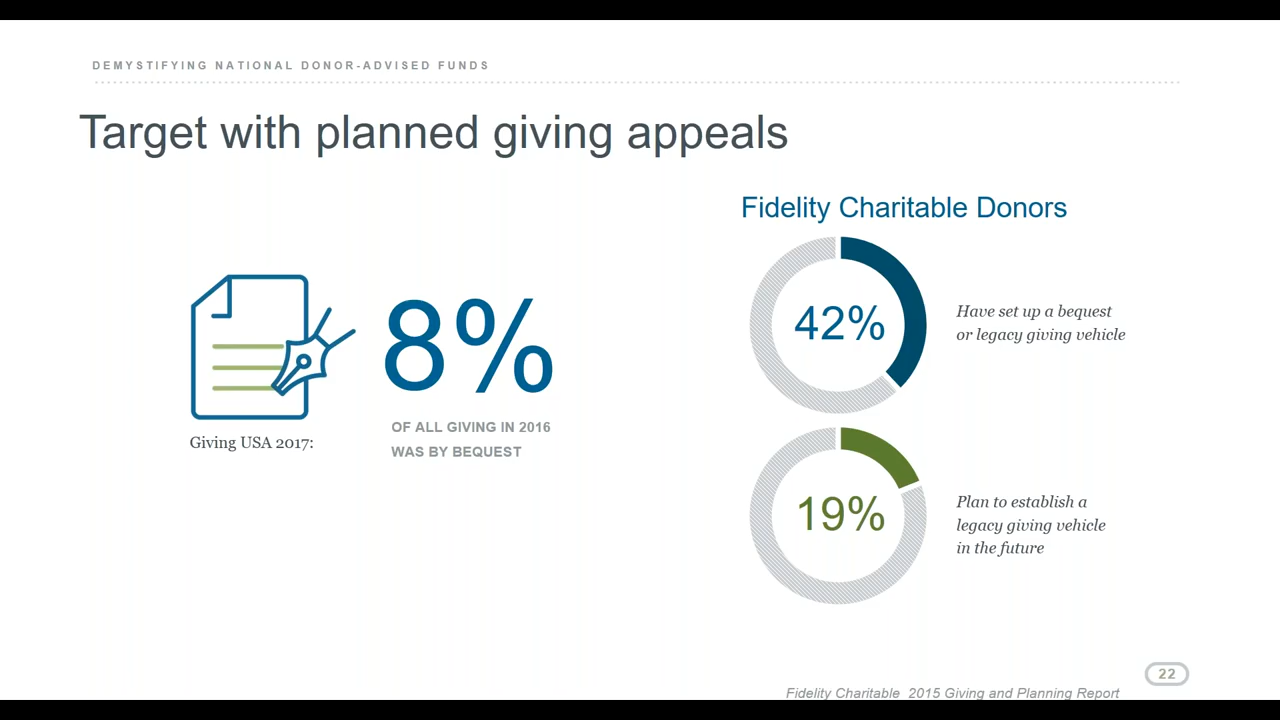 DEMYSTIFYING NATIONAL DONOR-ADVISED FUNDS
Target with planned giving appeals
Giving USA 2017:
8%
OF ALL GIVING IN 2016
WAS BY BEQUEST
Fidelity Charitable Donors
42%
Have set up a bequest
or legacy giving vehicle
19%
Plan to establish a
legacy giving vehicle
in the future
22
Fidelity Charitable 2015 Giving and Planning Report